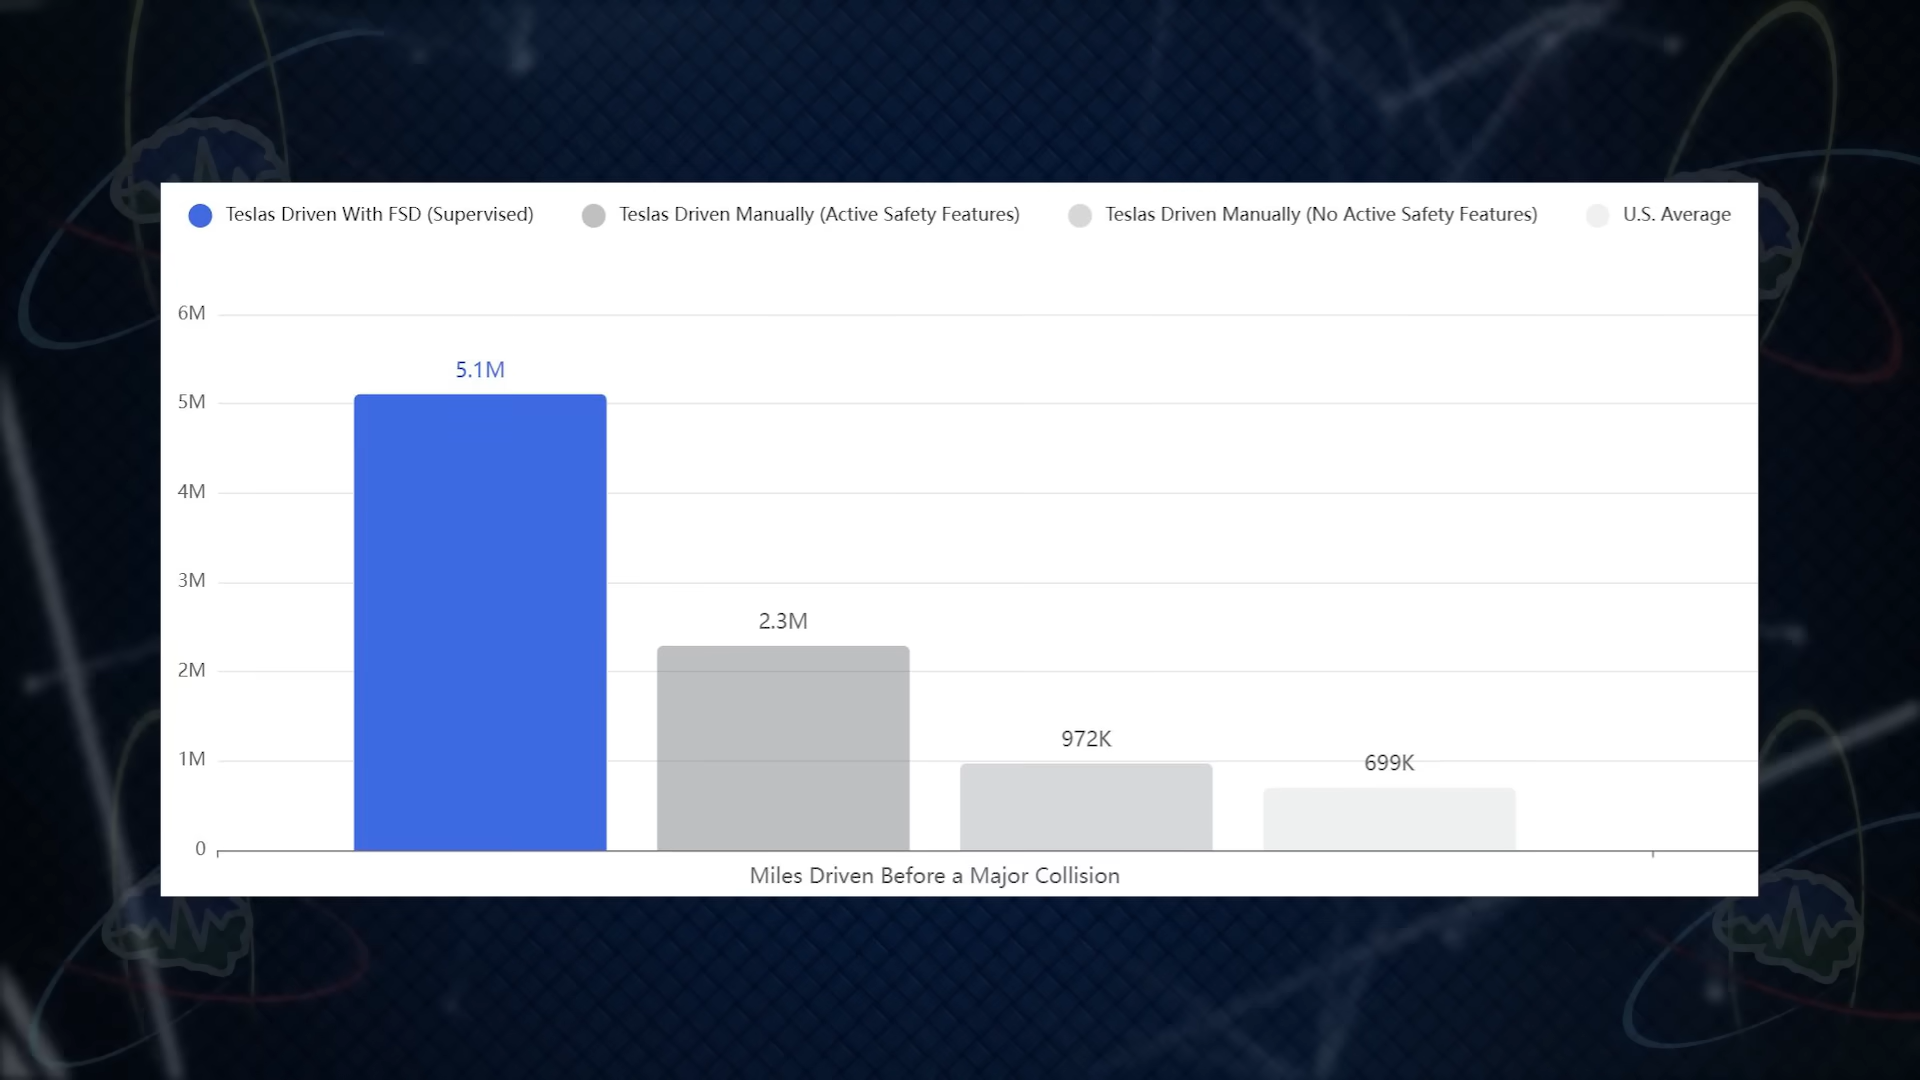 Teslas Driven With FSD (Supervised) Teslas Driven Manually (Active Safety Features) Teslas Driven Manually (No Active Safety Features) U.S. Average
6M
5.1M
5M
4M
3M
2.3M
2M
972K
699K
1M
0
Miles Driven Before a Major Collision